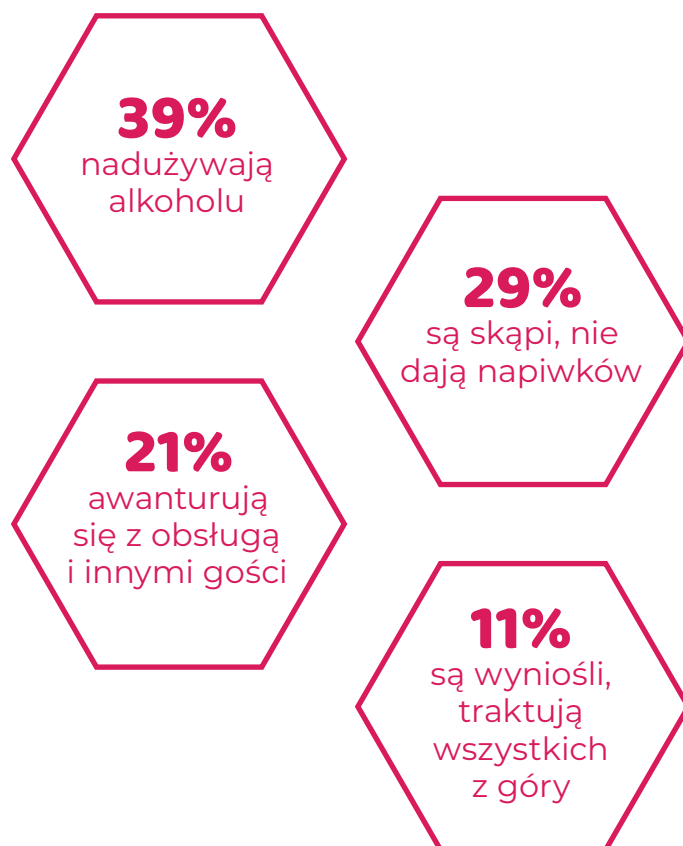 39%
nadużywają
alkoholu
29%
są skąpi, nie
dają napiwków
21%
awanturują
się z obsługą
i innymi gości
11%
są wyniośli,
traktują
wszystkich
z góry